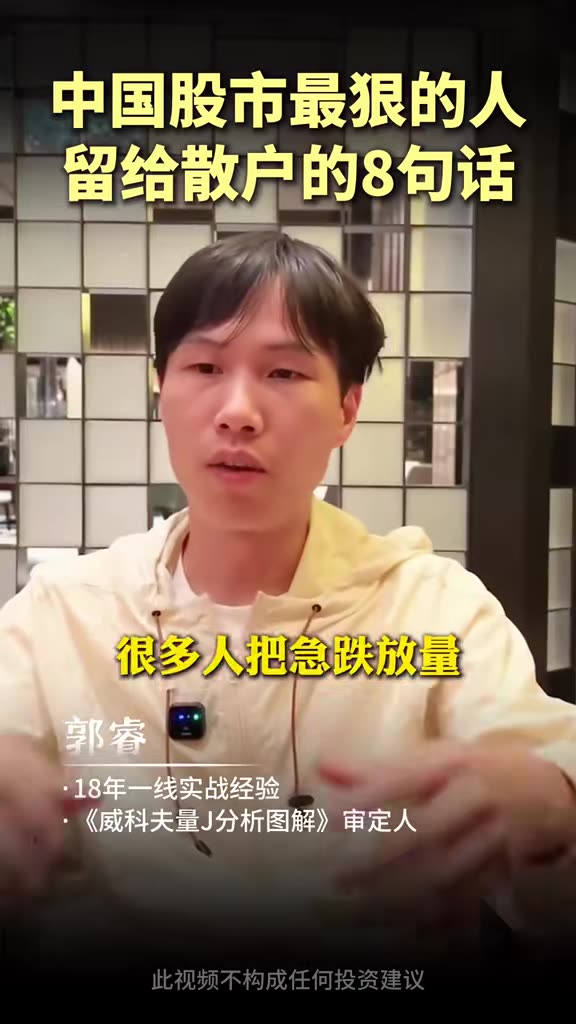 中国股市最狠的人
留给散户的8句话
很多人把急跌放量
郭睿
·18年一线实战经验
·《威科夫量J分析图解》审定人
此视频不构成任何投资建议